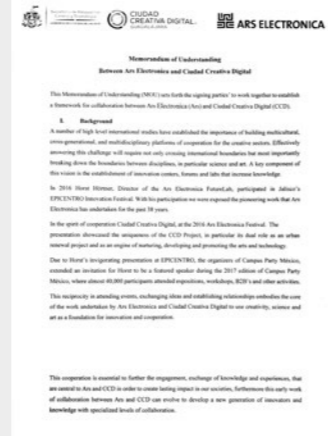 CIUDAD
CREATIVA DIGITAL.
ARS ELECTRONICA
Memorandum of Understanding
Between Ars Electronica and Ciudad Creativa Digital
This Memorandum of Understanding (MOU) sets forth the signing parties' to work together to establish
a framework for collaboration between Ars Electronica (Ars) and Ciudad Creativa Digital (CCD).
I. Background
A number of high level international studies have established the importance of building multicultural,
cross-generational, and multidisciplinary platforms of cooperation for the creative sectors. Effectively
answering this challenge will require not only crossing international boundaries but most importantly
breaking down the boundaries between disciplines, in particular science and art. A key component of
this vision is the establishment of innovation centers, forums and labs that increase knowledge.
In 2016 Horst Hörtner, Director of the Ars Electronica FutureLab, participated in Jalisco's
EPICENTRO Innovation Festival. With his participation we were exposed the pioneering work that Ars
Electronica has undertaken for the past 38 years.
In the spirit of cooperation Ciudad Creativa Digital, at the 2016 Ars Electronica Festival. The
presentation showcased the uniqueness of the CCD Project, in particular its dual role as an urban
renewal project and as an engine of nurturing, developing and promoting the arts and technology.
Due to Horst's invigorating presentation at EPICENTRO, the organizers of Campus Party México,
extended an invitation for Horst to be a featured speaker during the 2017 edition of Campus Party
México, where almost 40,000 participants attended expositions, workshops, B2B's and other activities.
This reciprocity in attending events, exchanging ideas and establishing relationships embodies the core
of the work undertaken by Ars Electronica and Ciudad Creativa Digital to use creativity, science and
art as a foundation for innovation and cooperation.
This cooperation is essential to further the engagement, exchange of knowledge and experiences, that
are central to Ars and CCD in order to create lasting impact in our societies, furthermore this early work
of collaboration between Ars and CCD can evolve to develop a new generation of innovators and
knowledge with specialized levels of collaboration.